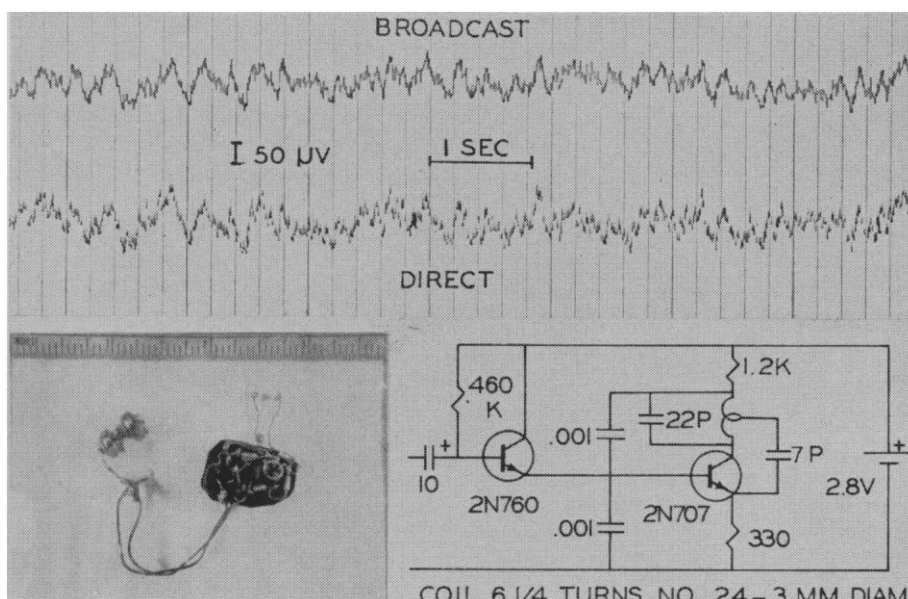 BROADCAST
I 50 µV
1 SEC
DIRECT
460
K
10
+
2N760
.001
.001
22P
1.2K
7P
2N707
330
+
2.8V
COIL 6 1/4 TURNS NO. 24-3 MM DIAM